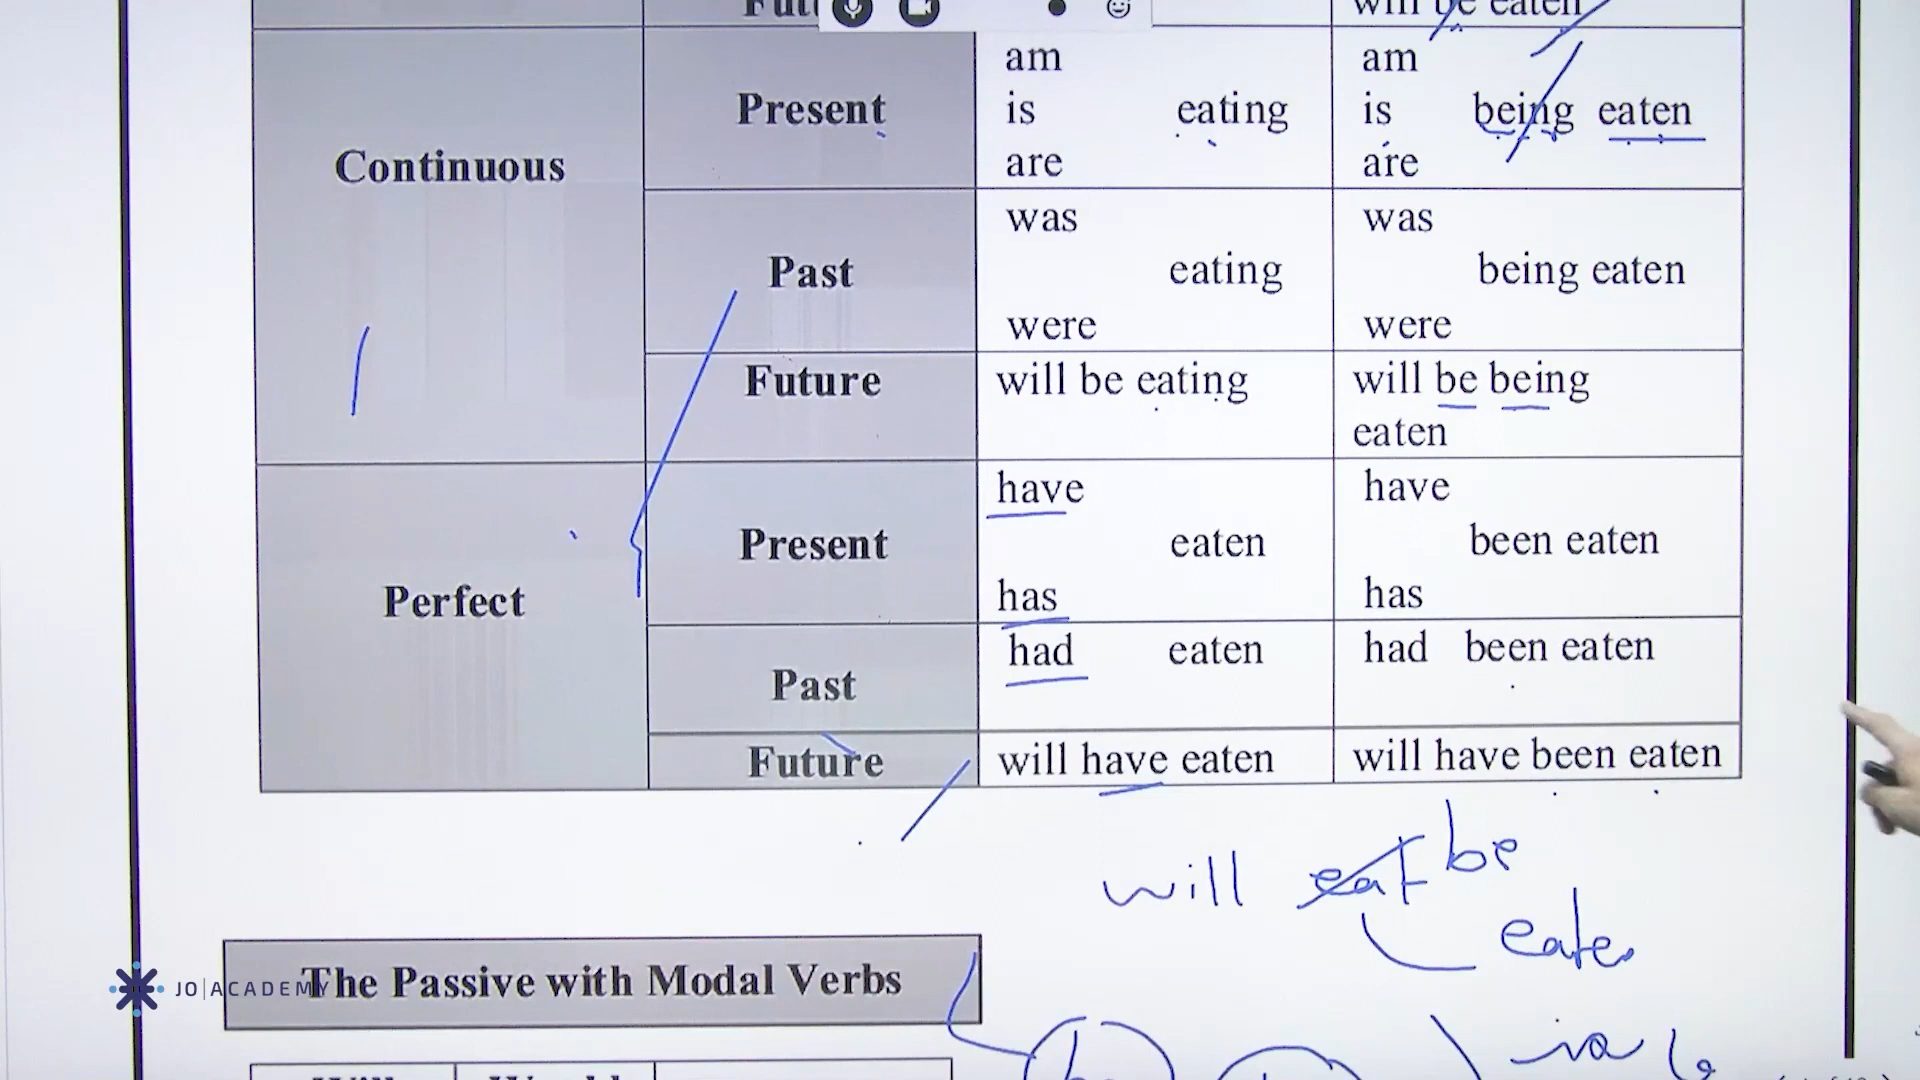 will be eaten
Continuous
Present
am
is eating
are
am
is being eaten
are
Past
was
eating
were
was
being eaten
were
Future
will be eating
will be being
eaten
Perfect
Present
have
eaten
has
have
been eaten
has
Past
had eaten
had been eaten
Future
will have eaten
will have been eaten
will eat be
The Passive with Modal Verbs
JO|ACADEMY